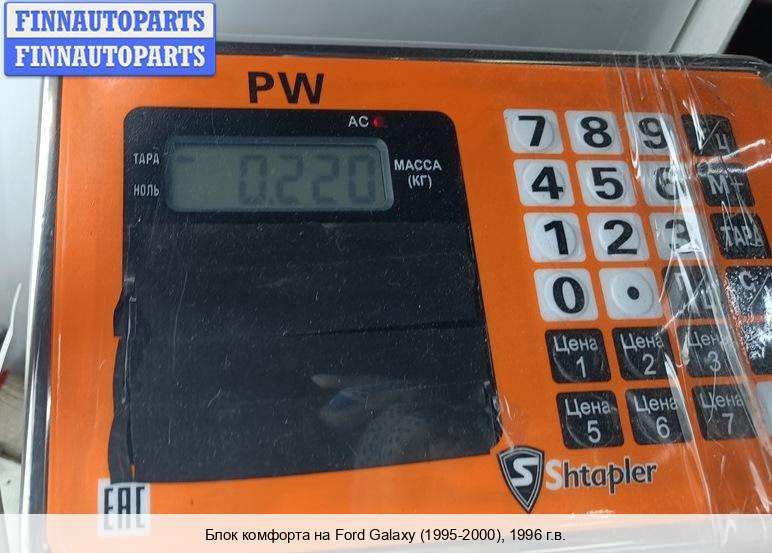 FINNAUTOPARTS
FINNAUTOPARTS
PW
AC
ТАРА
НОЛЬ
0.220
МАССА
(КГ)
7 8 9
4 5 6 М+
1 2 3 ТАРА
0 . С
Цена 1
Цена 2
Цена 3
Цена 5
Цена 6
Цена 7
Shtapler
EAC
Блок комфорта на Ford Galaxy (1995-2000), 1996 г.в.